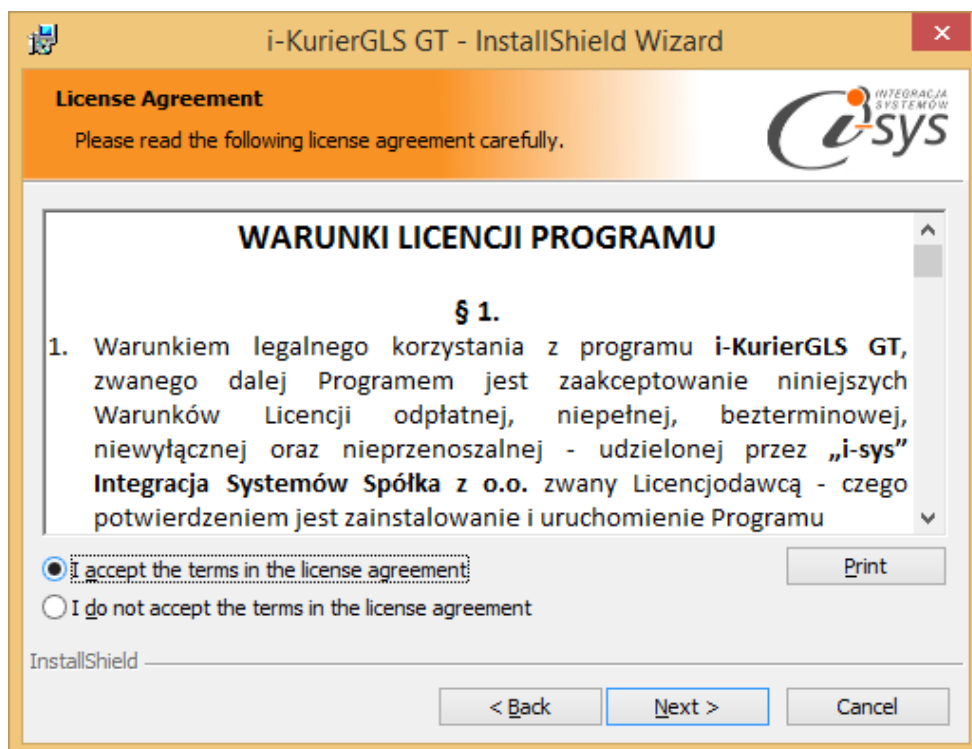 i-KurierGLS GT - InstallShield Wizard
License Agreement
Please read the following license agreement carefully.
INTEGRACJA
SYSTEMÓW
i-sys
WARUNKI LICENCJI PROGRAMU
§ 1.
1. Warunkiem legalnego korzystania z programu i-KurierGLS GT,
zwanego dalej Programem jest zaakceptowanie niniejszych
Warunków Licencji odpłatnej, niepełnej, bezterminowej,
niewyłącznej oraz nieprzenoszalnej - udzielonej przez „i-sys”
Integracja Systemów Spółka z o.o. zwany Licencjodawcą - czego
potwierdzeniem jest zainstalowanie i uruchomienie Programu
I accept the terms in the license agreement
Print
I do not accept the terms in the license agreement
InstallShield
< Back
Next >
Cancel